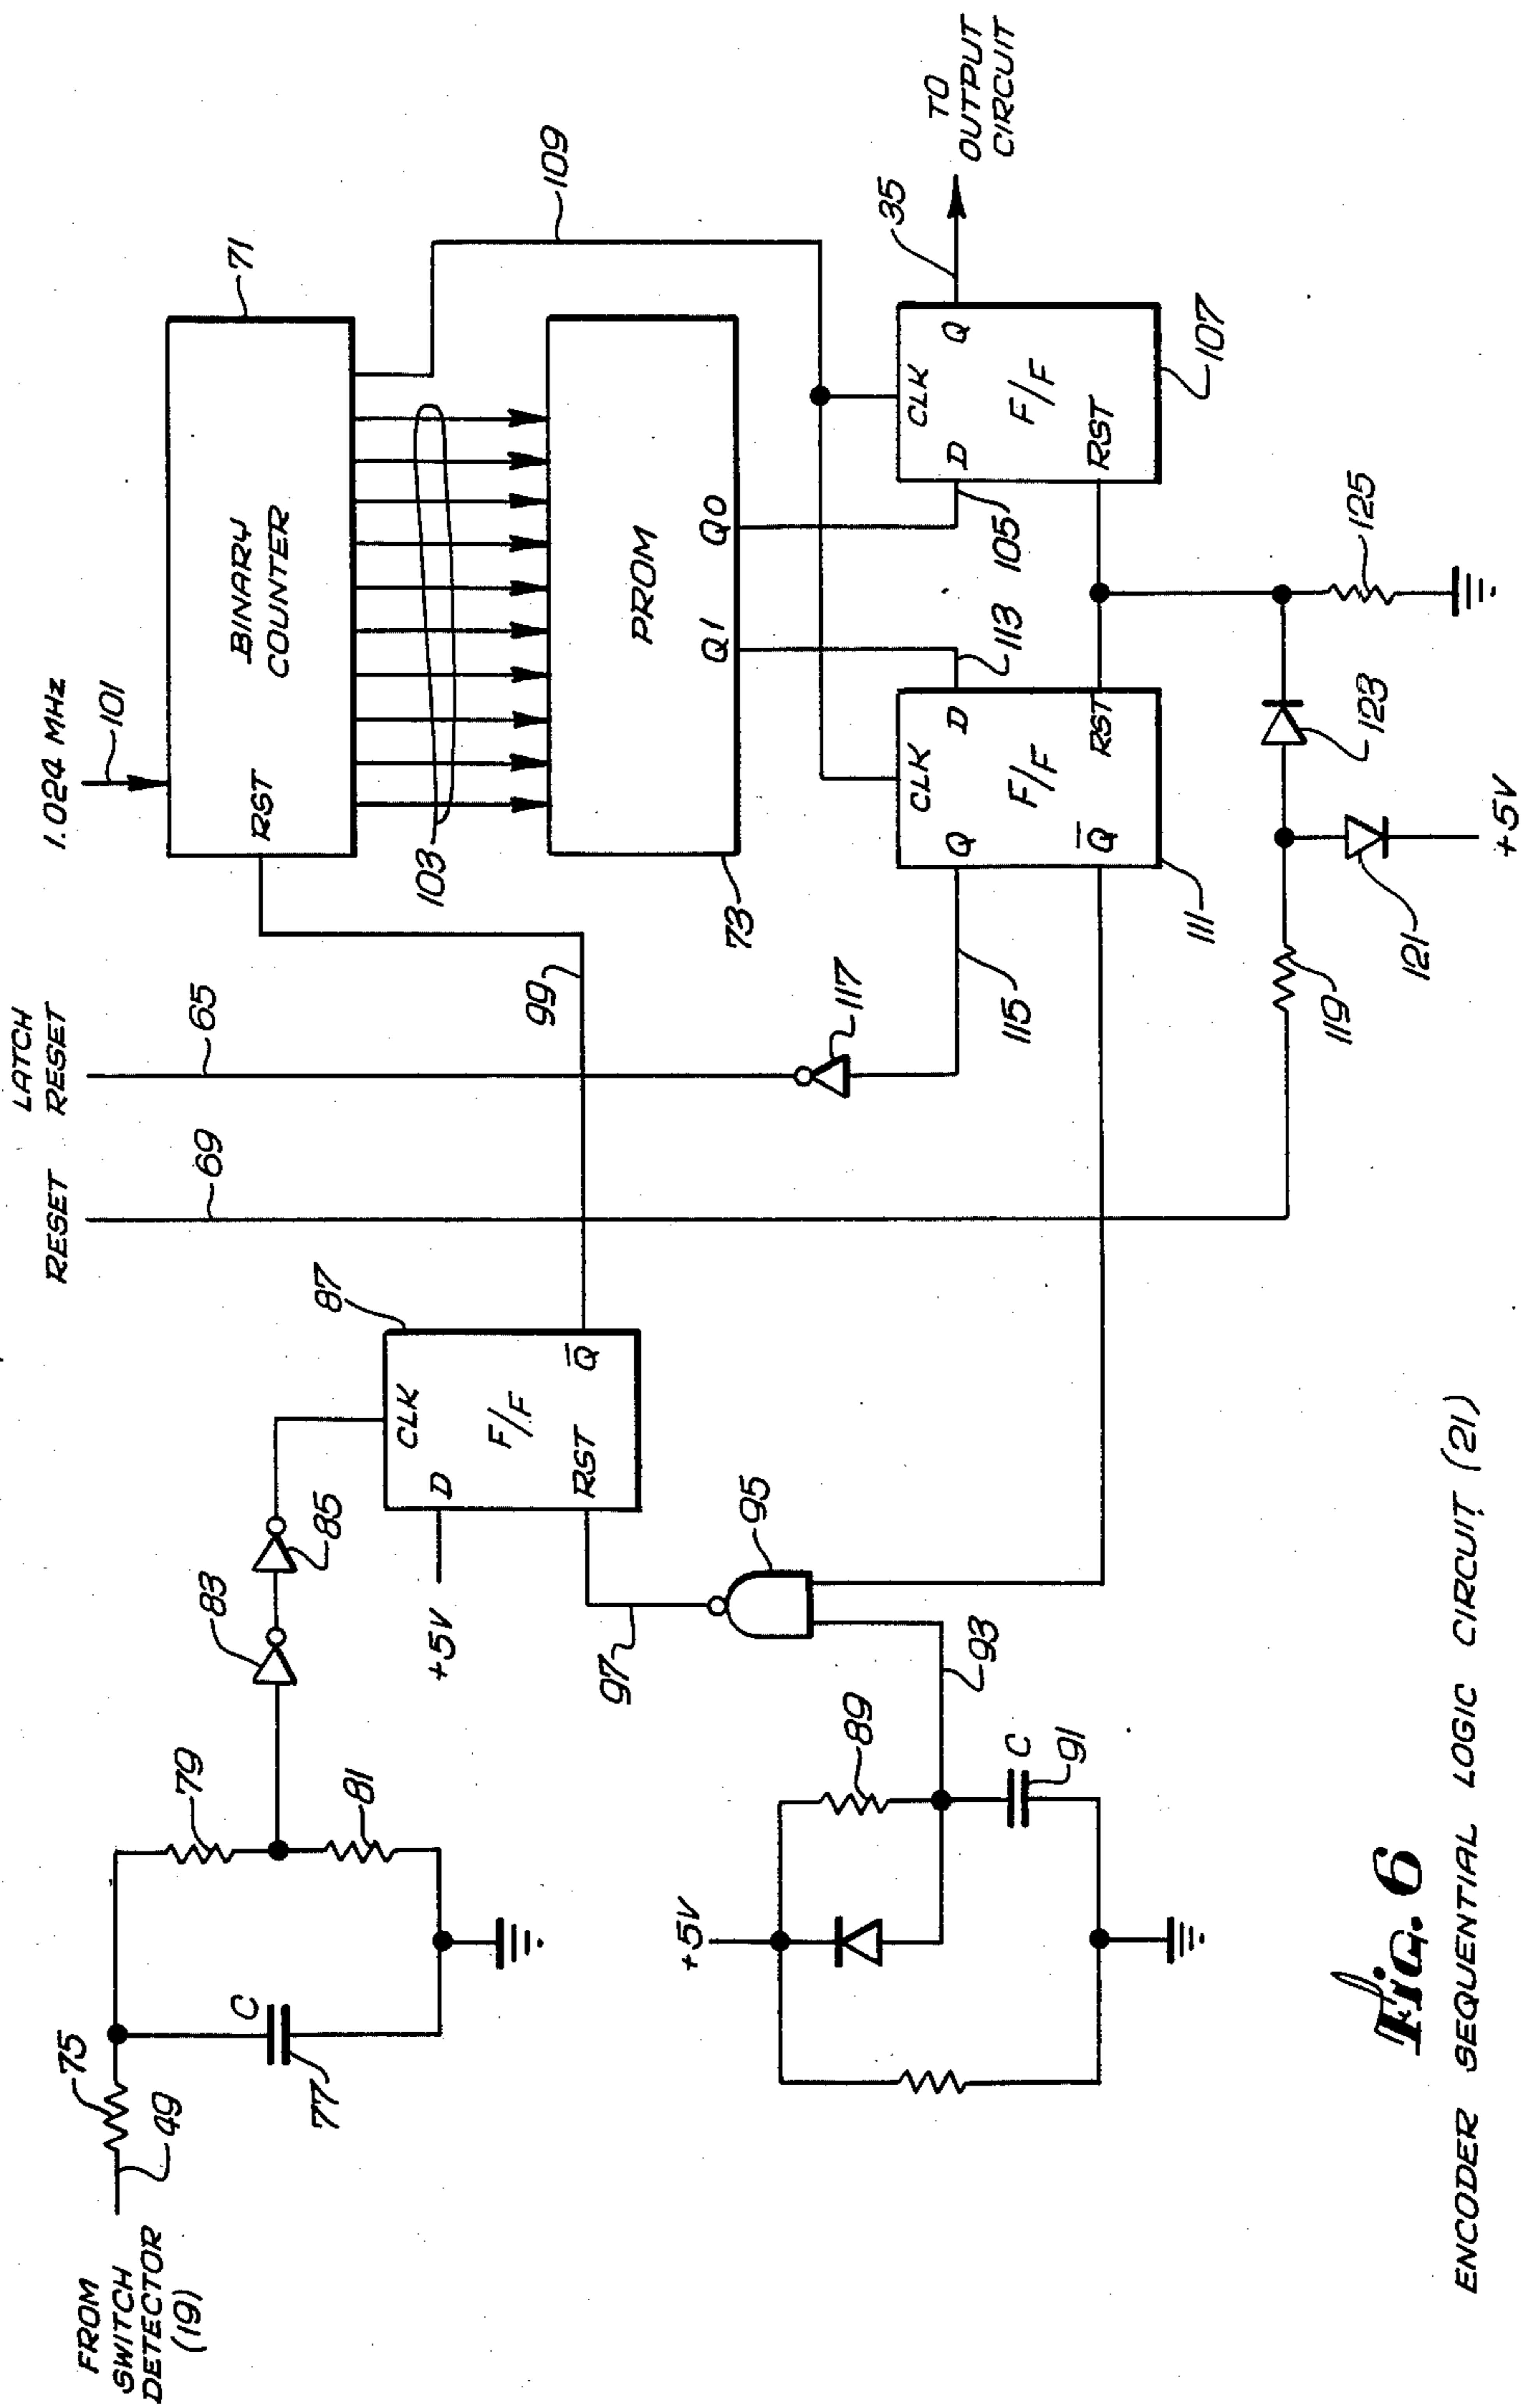 FROM
SWITCH
DETECTOR
(19)
49
75
C
77
79
81
83
85
+5V
D
CLK
F/F
RST
Q̅
87
97
95
93
+5V
89
C
91
RESET
69
LATCH
RESET
65
99
117
115
1.024 MHz
101
RST
BINARY
COUNTER
71
103
109
PROM
Q1
Q0
73
113
105
CLK
Q
D
F/F
Q̅
RST
111
CLK
D
Q
F/F
RST
107
35
TO
OUTPUT
CIRCUIT
119
121
+5V
123
125
Fig. 6
ENCODER SEQUENTIAL LOGIC CIRCUIT (21)